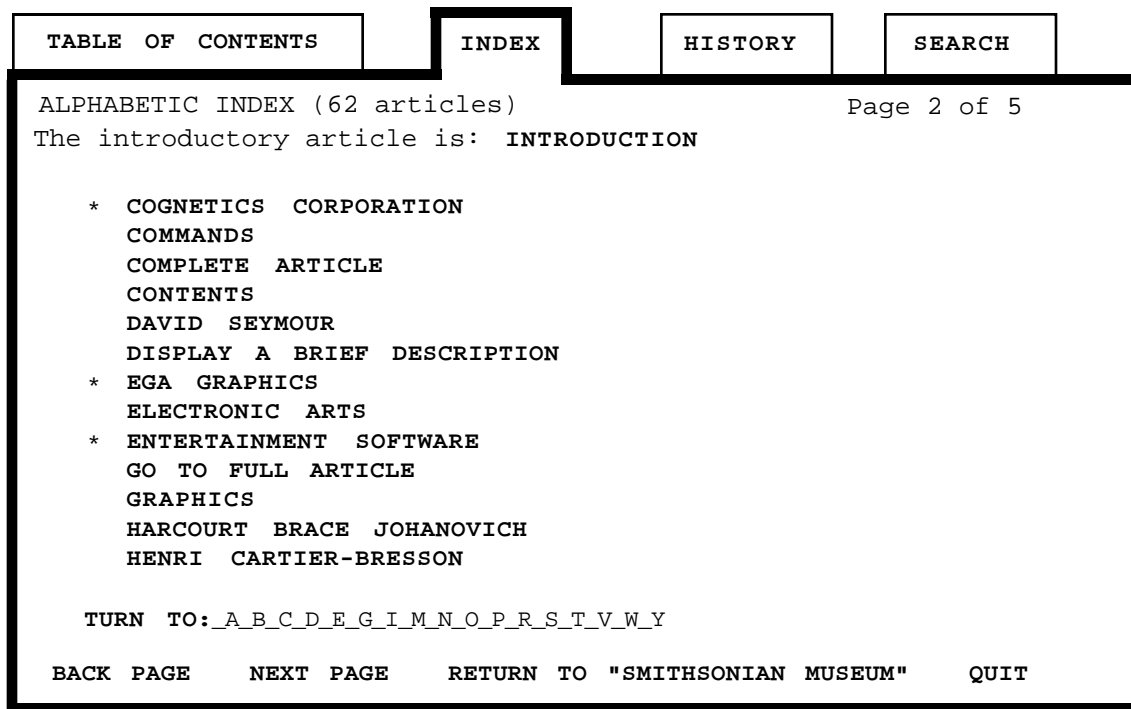 TABLE OF CONTENTS INDEX HISTORY SEARCH
ALPHABETIC INDEX (62 articles) Page 2 of 5
The introductory article is: INTRODUCTION
* COGNETICS CORPORATION
COMMANDS
COMPLETE ARTICLE
CONTENTS
DAVID SEYMOUR
DISPLAY A BRIEF DESCRIPTION
* EGA GRAPHICS
ELECTRONIC ARTS
* ENTERTAINMENT SOFTWARE
GO TO FULL ARTICLE
GRAPHICS
HARCOURT BRACE JOHANOVICH
HENRI CARTIER-BRESSON
TURN TO:_A_B_C_D_E_G_I_M_N_O_P_R_S_T_V_W_Y
BACK PAGE NEXT PAGE RETURN TO "SMITHSONIAN MUSEUM" QUIT